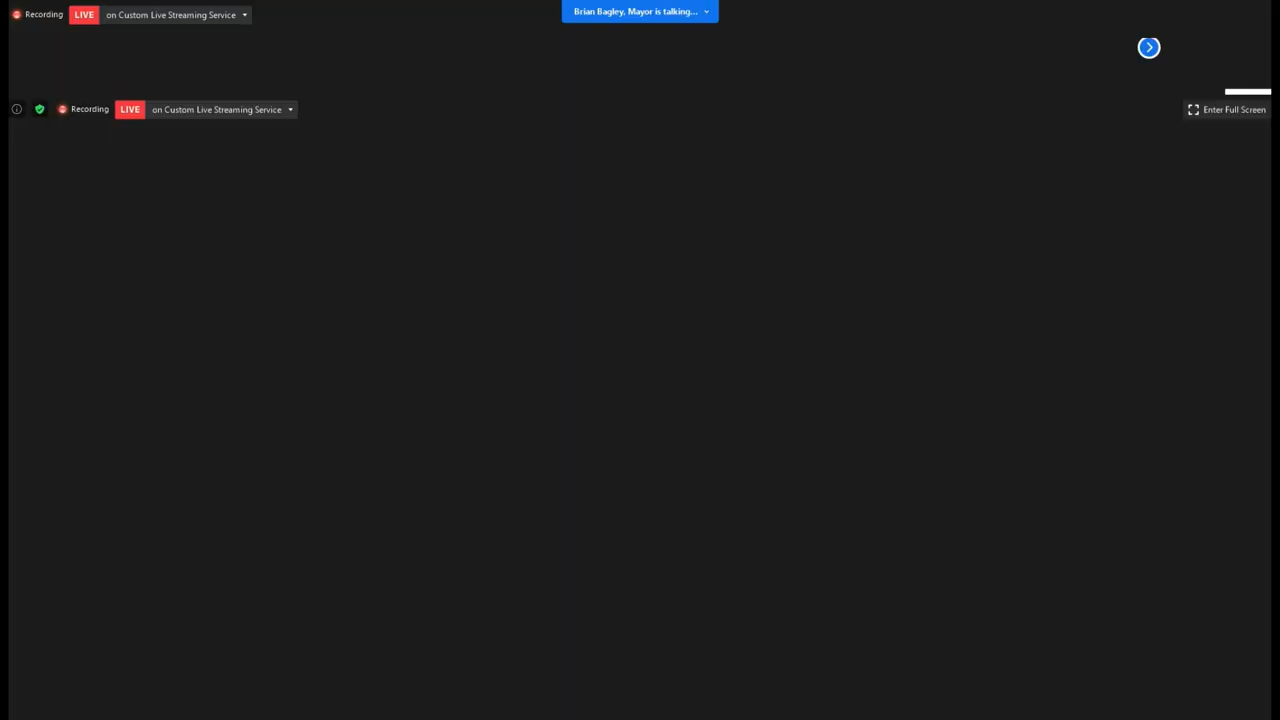 Recording LIVE on Custom Live Streaming Service
Brian Bagley, Mayor is talking...
Recording LIVE on Custom Live Streaming Service
Enter Full Screen